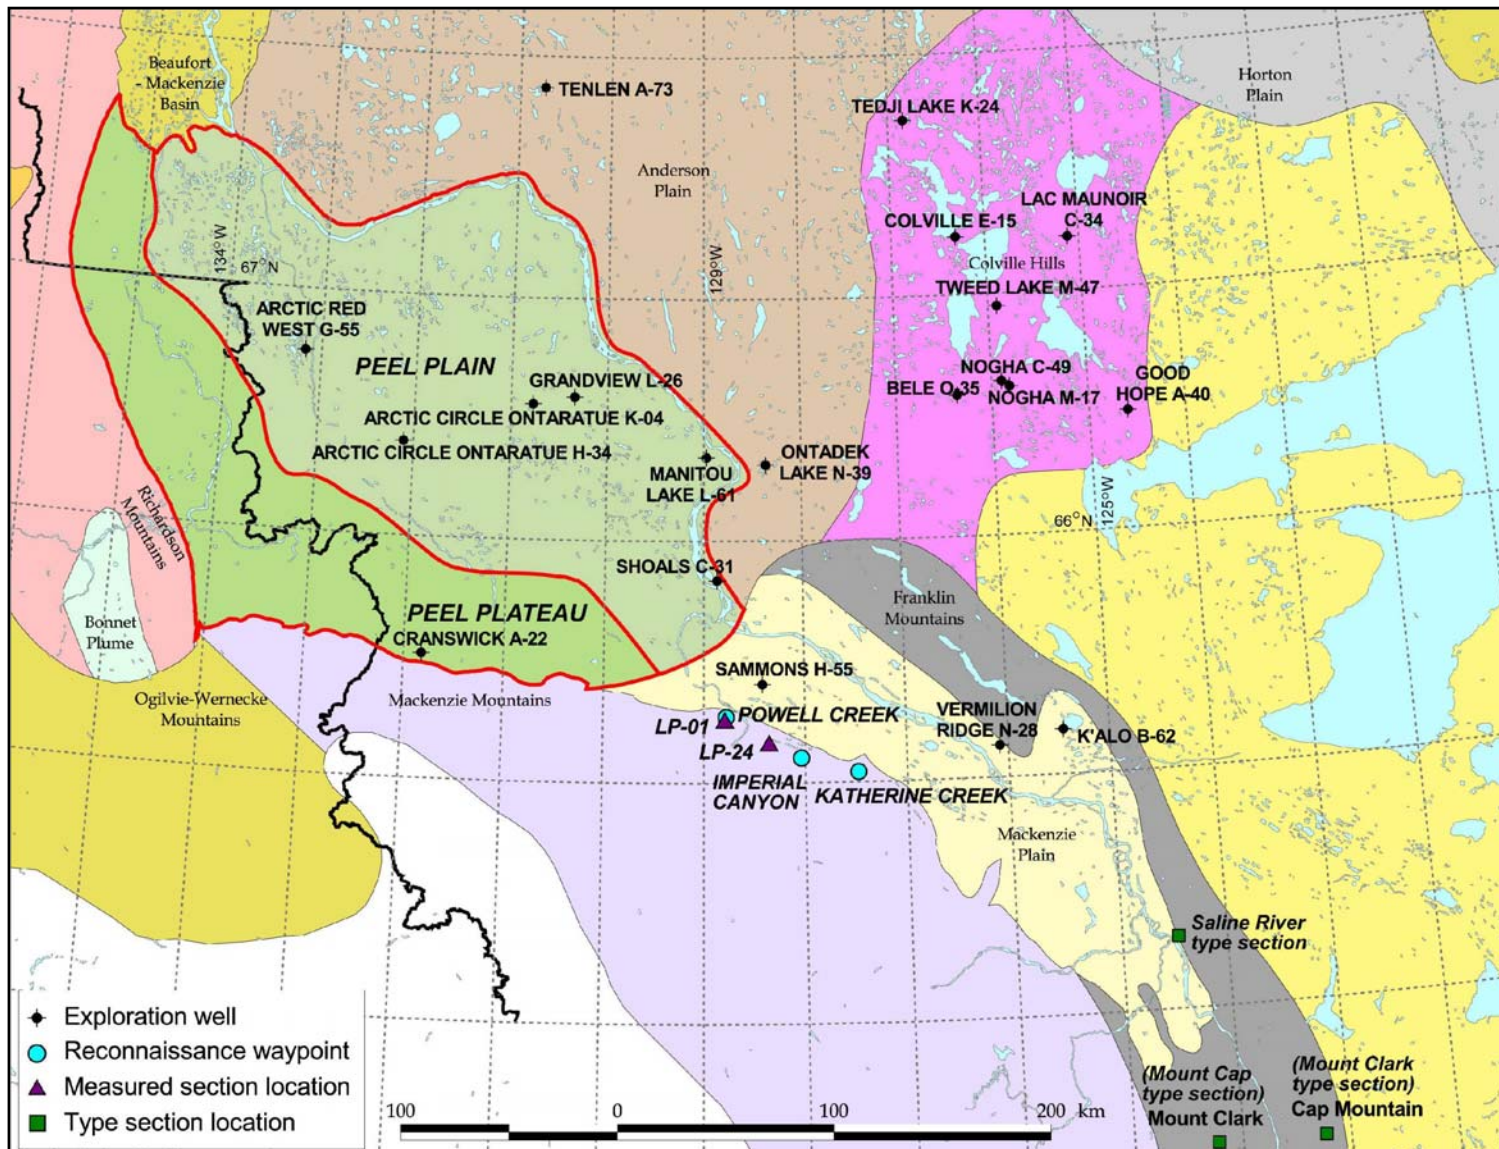 Beaufort
- Mackenzie
Basin
TENLEN A-73
TEDJI LAKE K-24
Horton
Plain
Anderson
Plain
LAC MAUNOIR
C-34
COLVILLE E-15
Colville Hills
134°W
67°N
129°W
TWEED LAKE M-47
ARCTIC RED
WEST G-55
PEEL PLAIN
GRANDVIEW L-26
ARCTIC CIRCLE ONTARATUE K-04
ARCTIC CIRCLE ONTARATUE H-34
NOGHA C-49
BELE O-35
NOGHA M-17
GOOD
HOPE A-40
MANITOU
LAKE L-61
ONTADEK
LAKE N-39
Richardson
Mountains
66°N
125°W
SHOALS C-31
PEEL PLATEAU
CRANSWICK A-22
Franklin
Mountains
Bonnet
Plume
Ogilvie-Wernecke
Mountains
Mackenzie Mountains
SAMMONS H-55
LP-01
POWELL CREEK
LP-24
VERMILION
RIDGE N-28
K'ALO B-62
IMPERIAL
CANYON
KATHERINE CREEK
Mackenzie
Plain
Saline River
type section
Exploration well
Reconnaissance waypoint
Measured section location
Type section location
(Mount Cap
type section)
Mount Clark
(Mount Clark
type section)
Cap Mountain
100 0 100 200 km